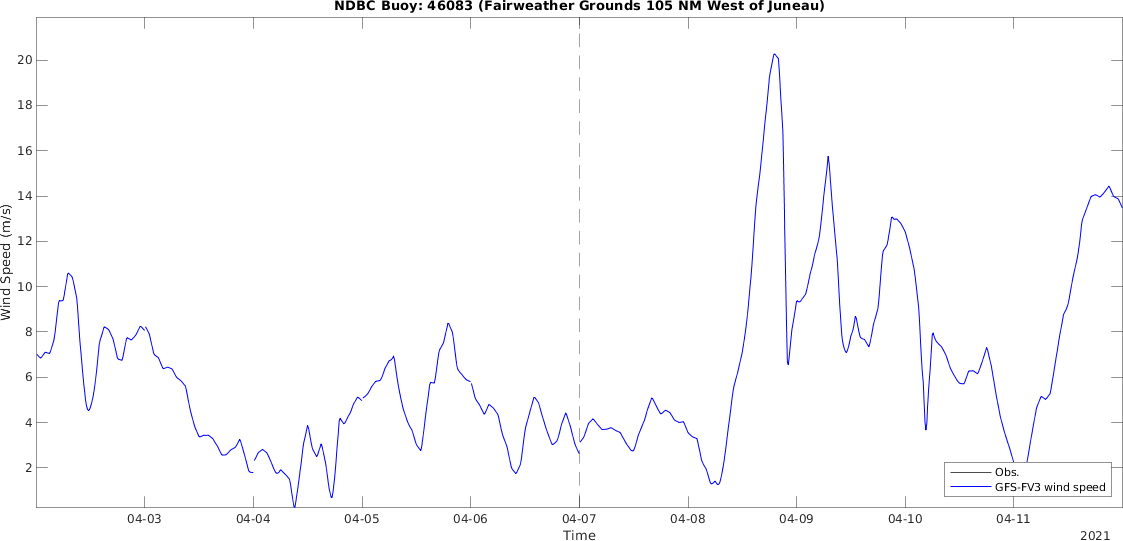 NDBC Buoy: 46083 (Fairweather Grounds 105 NM West of Juneau)
Wind Speed (m/s)
20
18
16
14
12
10
8
6
4
2
04-03 04-04 04-05 04-06 04-07 04-08 04-09 04-10 04-11
Time
2021
Obs.
GFS-FV3 wind speed